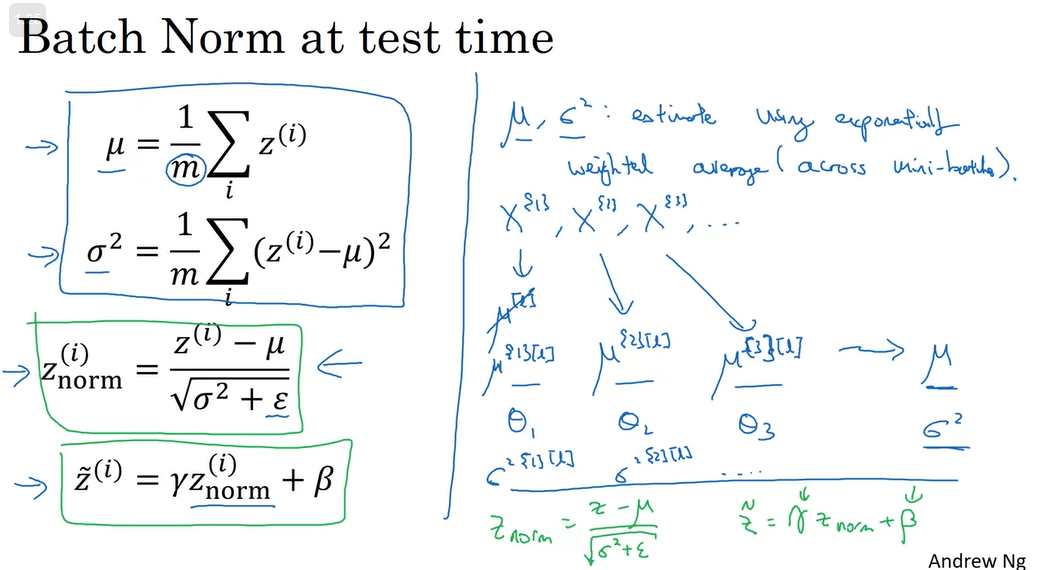 Batch Norm at test time
μ = 1/m ∑_i z^(i)
σ² = 1/m ∑_i (z^(i)−μ)²
z_norm^(i) = (z^(i) − μ)/√(σ² + ε)
z̃^(i) = γz_norm^(i) + β
μ, σ² : estimate using exponentially
weighted average (across mini-batches).
X^{1}, X^{2}, X^{3}, ...
μ^[l]
μ^{1}[l] μ^{2}[l] μ^{3}[l] → μ
θ₁ θ₂ θ₃ σ²
σ²^{1}[l] σ²^{2}[l] ....
z_norm = (z − μ)/√(σ²+ε) z̃ = γ z_norm + β
Andrew Ng